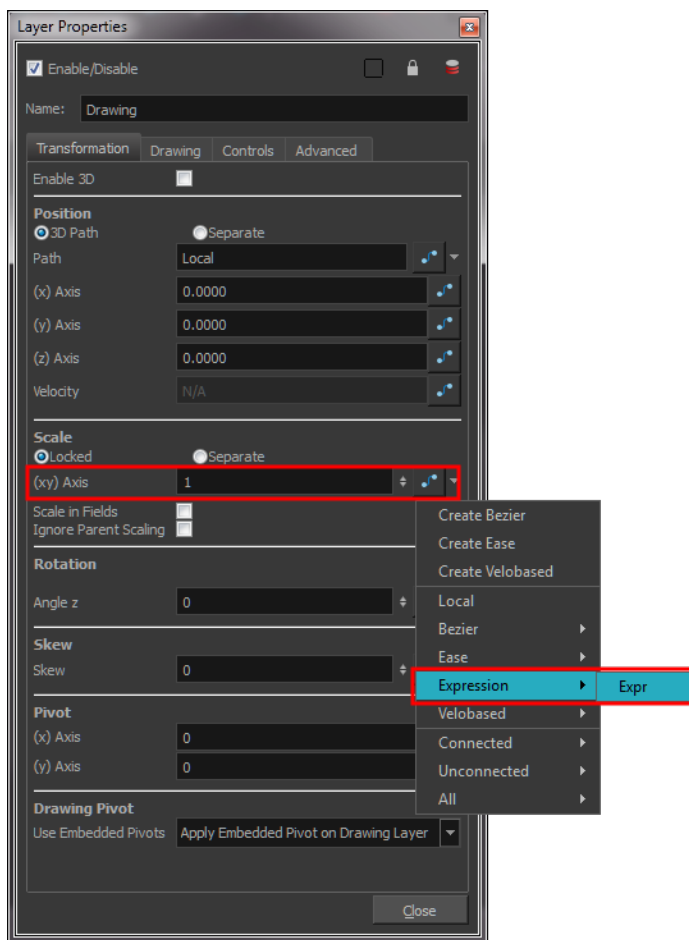 Layer Properties
Enable/Disable
Name: Drawing
Transformation Drawing Controls Advanced
Enable 3D
Position
3D Path Separate
Path Local
(x) Axis 0.0000
(y) Axis 0.0000
(z) Axis 0.0000
Velocity N/A
Scale
Locked Separate
(xy) Axis 1
Scale in Fields
Ignore Parent Scaling
Rotation
Angle z 0
Skew
Skew 0
Pivot
(x) Axis 0
(y) Axis 0
Drawing Pivot
Use Embedded Pivots Apply Embedded Pivot on Drawing Layer
Close
Create Bezier
Create Ease
Create Velobased
Local
Bezier
Ease
Expression Expr
Velobased
Connected
Unconnected
All